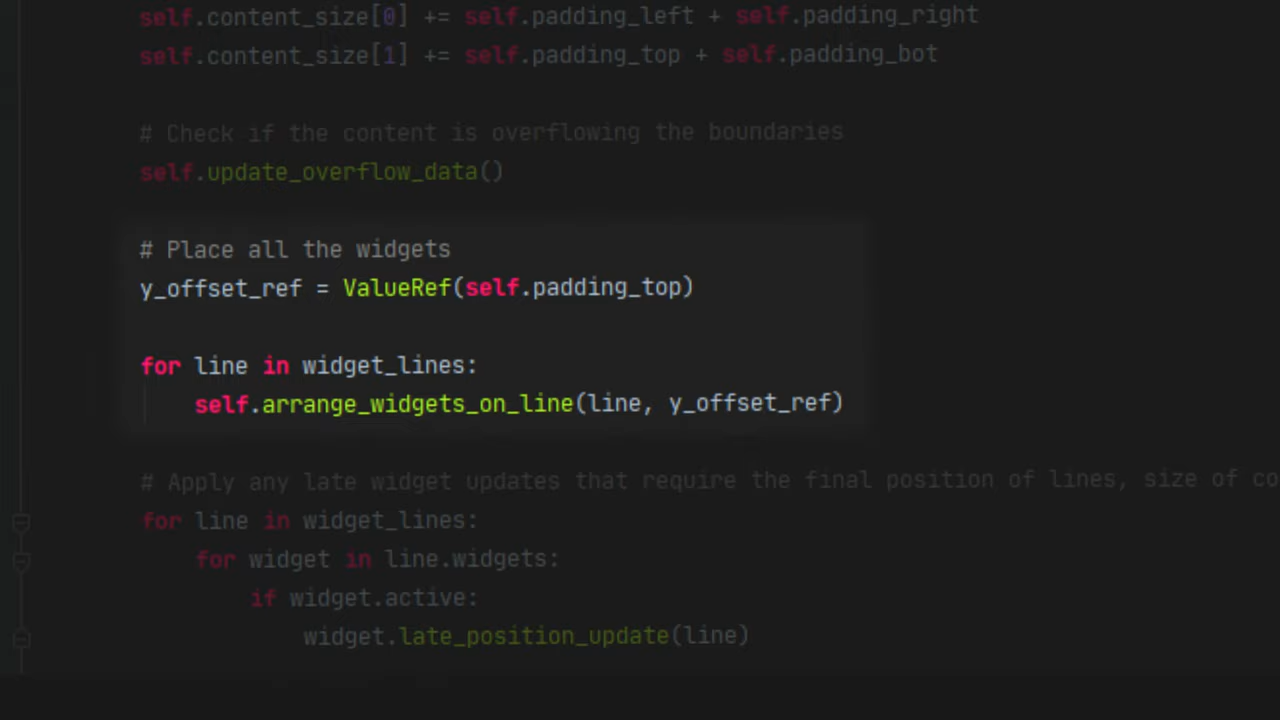 self.content_size[0] += self.padding_left + self.padding_right
self.content_size[1] += self.padding_top + self.padding_bot
# Check if the content is overflowing the boundaries
self.update_overflow_data()
# Place all the widgets
y_offset_ref = ValueRef(self.padding_top)
for line in widget_lines:
self.arrange_widgets_on_line(line, y_offset_ref)
# Apply any late widget updates that require the final position of lines, size of co
for line in widget_lines:
for widget in line.widgets:
if widget.active:
widget.late_position_update(line)